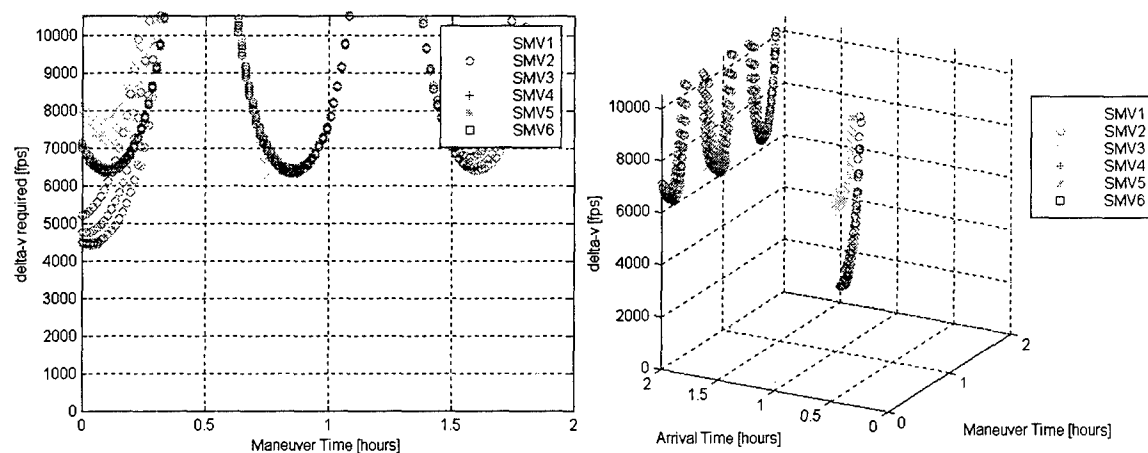 10000
9000
8000
7000
6000
5000
4000
3000
2000
1000
0
0
0.5
1
1.5
2
delta-v required [fps]
Maneuver Time [hours]
SMV1
SMV2
SMV3
SMV4
SMV5
SMV6
10000
8000
6000
4000
2000
0
2
1.5
1
0.5
0
0
1
2
delta-v [fps]
Arrival Time [hours]
Maneuver Time [hours]
SMV1
SMV2
SMV3
SMV4
SMV5
SMV6